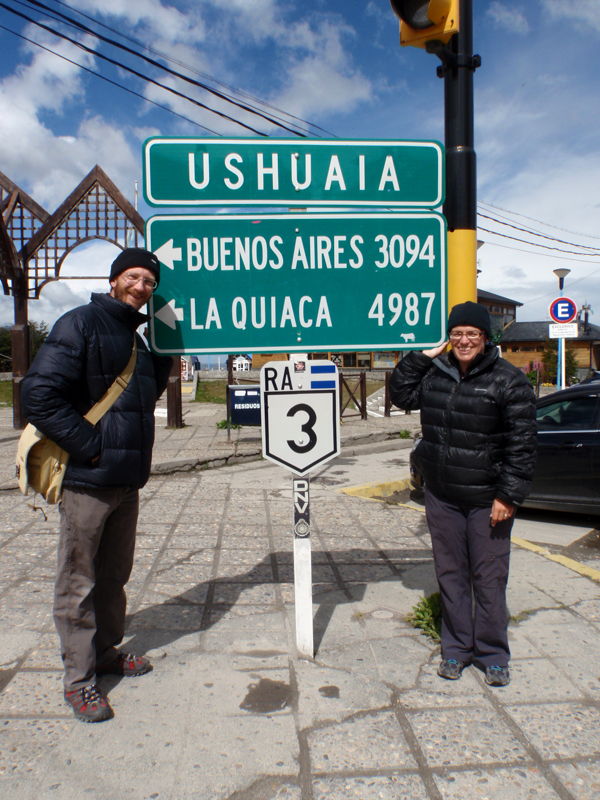 USHUAIA
BUENOS AIRES 3094
LA QUIACA 4987
RA
3
DNV
RESIDUOS
E